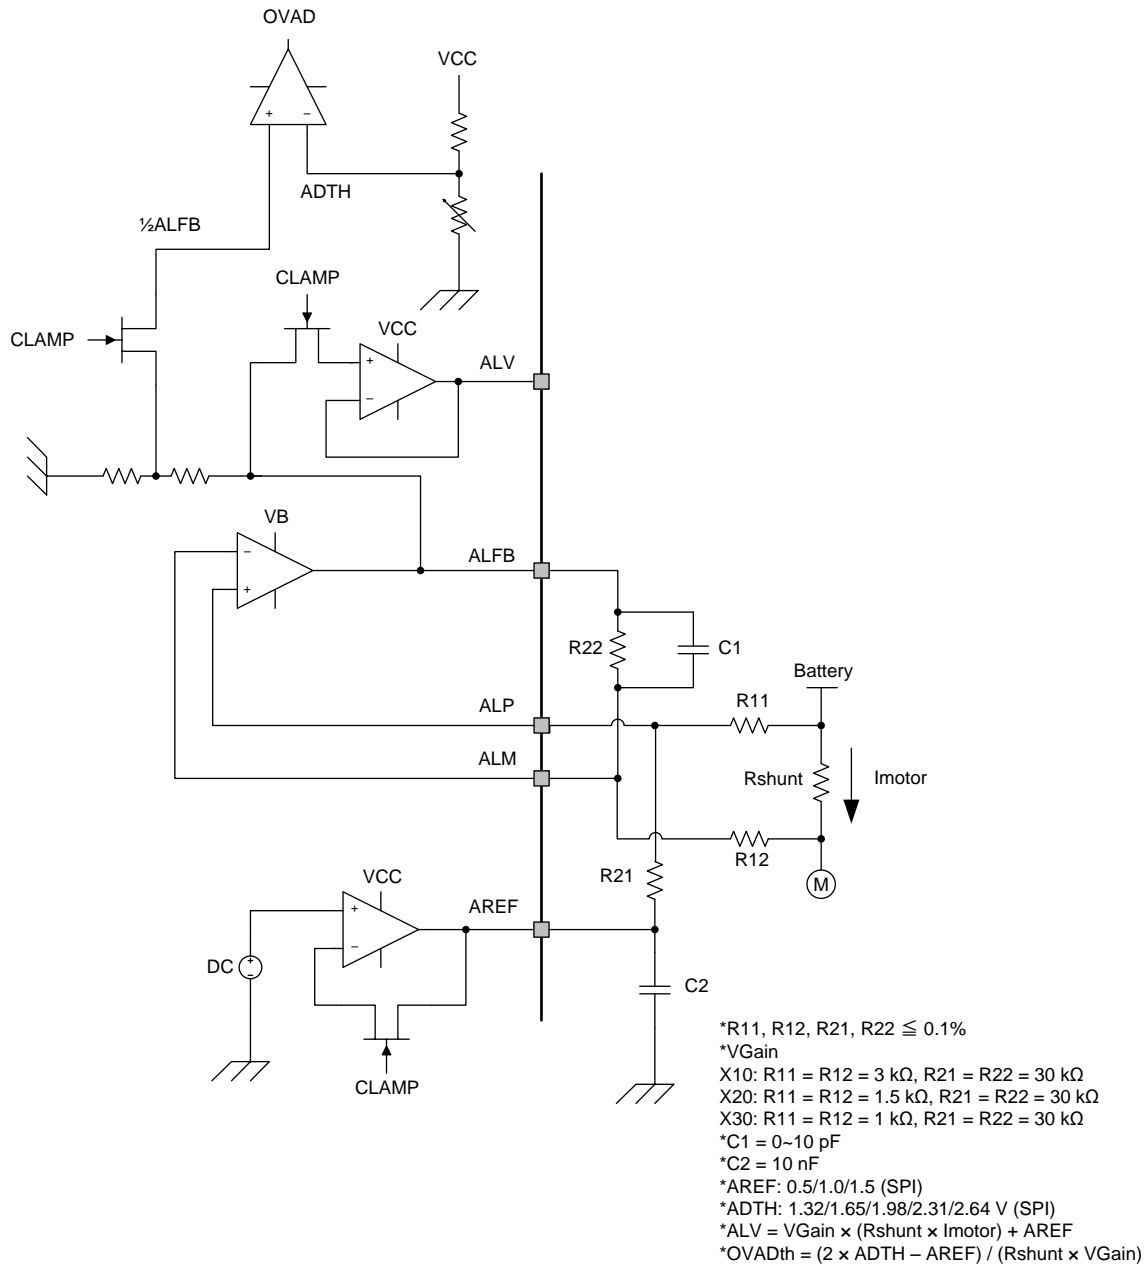 OVAD
VCC
+ −
ADTH
½ALFB
CLAMP
CLAMP
VCC
+
−
ALV
VB
−
+
ALFB
R22
C1
Battery
R11
ALP
ALM
Rshunt
Imotor
R12
M
R21
VCC
+
−
AREF
DC
+
−
C2
CLAMP
*R11, R12, R21, R22 ≦ 0.1%
*VGain
X10: R11 = R12 = 3 kΩ, R21 = R22 = 30 kΩ
X20: R11 = R12 = 1.5 kΩ, R21 = R22 = 30 kΩ
X30: R11 = R12 = 1 kΩ, R21 = R22 = 30 kΩ
*C1 = 0~10 pF
*C2 = 10 nF
*AREF: 0.5/1.0/1.5 (SPI)
*ADTH: 1.32/1.65/1.98/2.31/2.64 V (SPI)
*ALV = VGain × (Rshunt × Imotor) + AREF
*OVADth = (2 × ADTH – AREF) / (Rshunt × VGain)